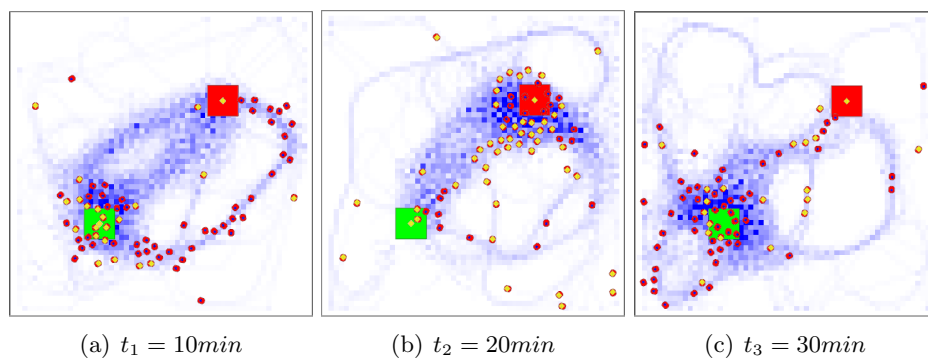 (a) t₁ = 10min (b) t₂ = 20min (c) t₃ = 30min